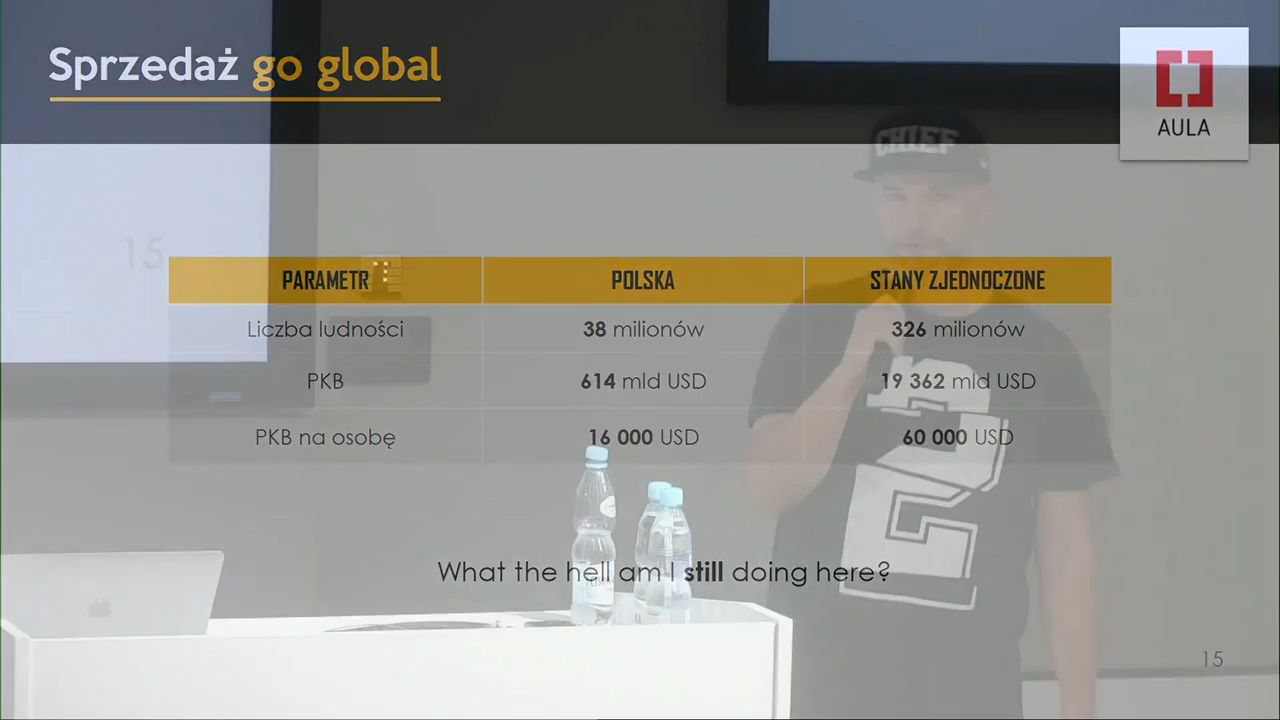 Sprzedaż go global
AULA
CHIEF
15
PARAMETR POLSKA STANY ZJEDNOCZONE
Liczba ludności 38 milionów 326 milionów
PKB 614 mld USD 19 362 mld USD
PKB na osobę 16 000 USD 60 000 USD
What the hell am I still doing here?
15